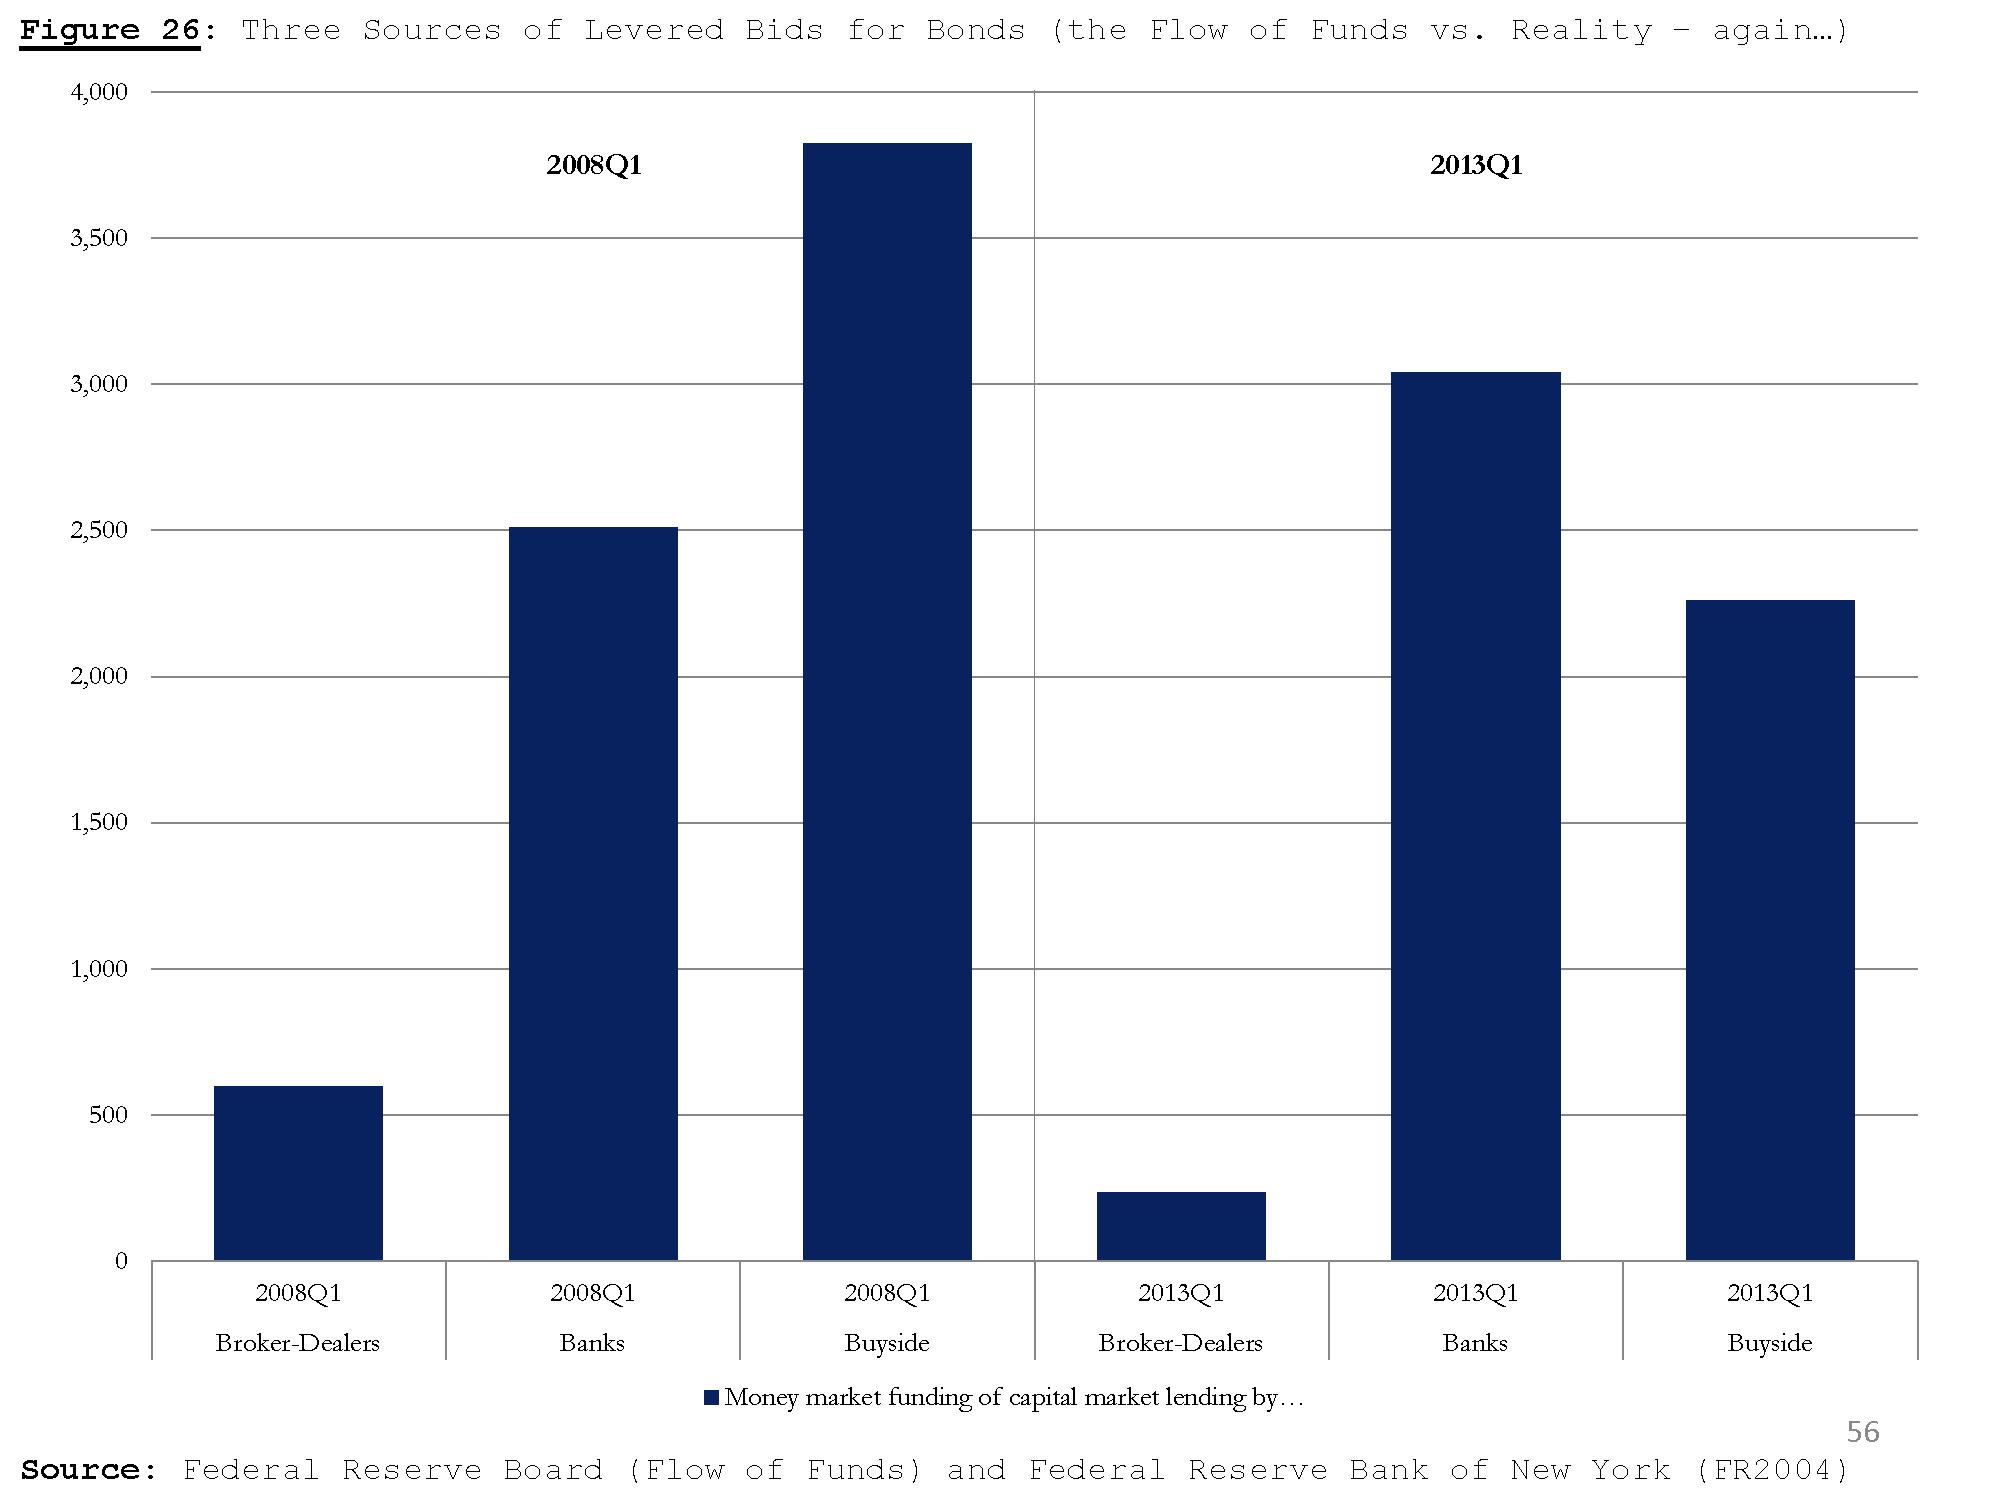 Figure 26: Three Sources of Levered Bids for Bonds (the Flow of Funds vs. Reality – again…)
4,000
3,500
3,000
2,500
2,000
1,500
1,000
500
0
2008Q1
2013Q1
2008Q1 2008Q1 2008Q1 2013Q1 2013Q1 2013Q1
Broker-Dealers Banks Buyside Broker-Dealers Banks Buyside
Money market funding of capital market lending by…
56
Source: Federal Reserve Board (Flow of Funds) and Federal Reserve Bank of New York (FR2004)